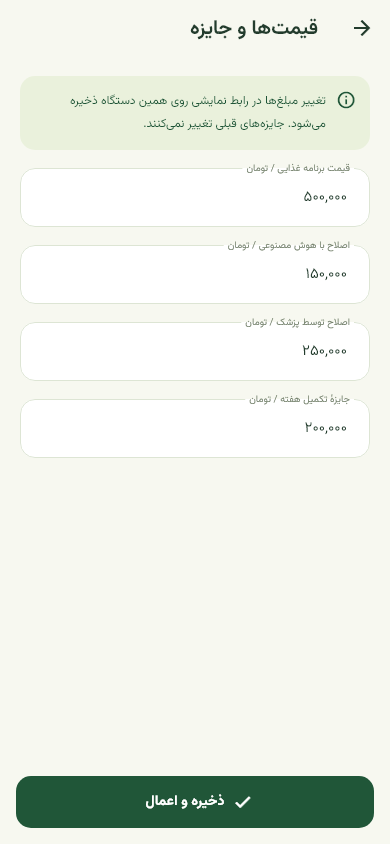 قیمت‌ها و جایزه
تغییر مبلغ‌ها در رابط نمایشی روی همین دستگاه ذخیره
می‌شود. جایزه‌های قبلی تغییر نمی‌کنند.
قیمت برنامه غذایی / تومان
۵۰۰,۰۰۰
اصلاح با هوش مصنوعی / تومان
۱۵۰,۰۰۰
اصلاح توسط پزشک / تومان
۲۵۰,۰۰۰
جایزهٔ تکمیل هفته / تومان
۲۰۰,۰۰۰
ذخیره و اعمال